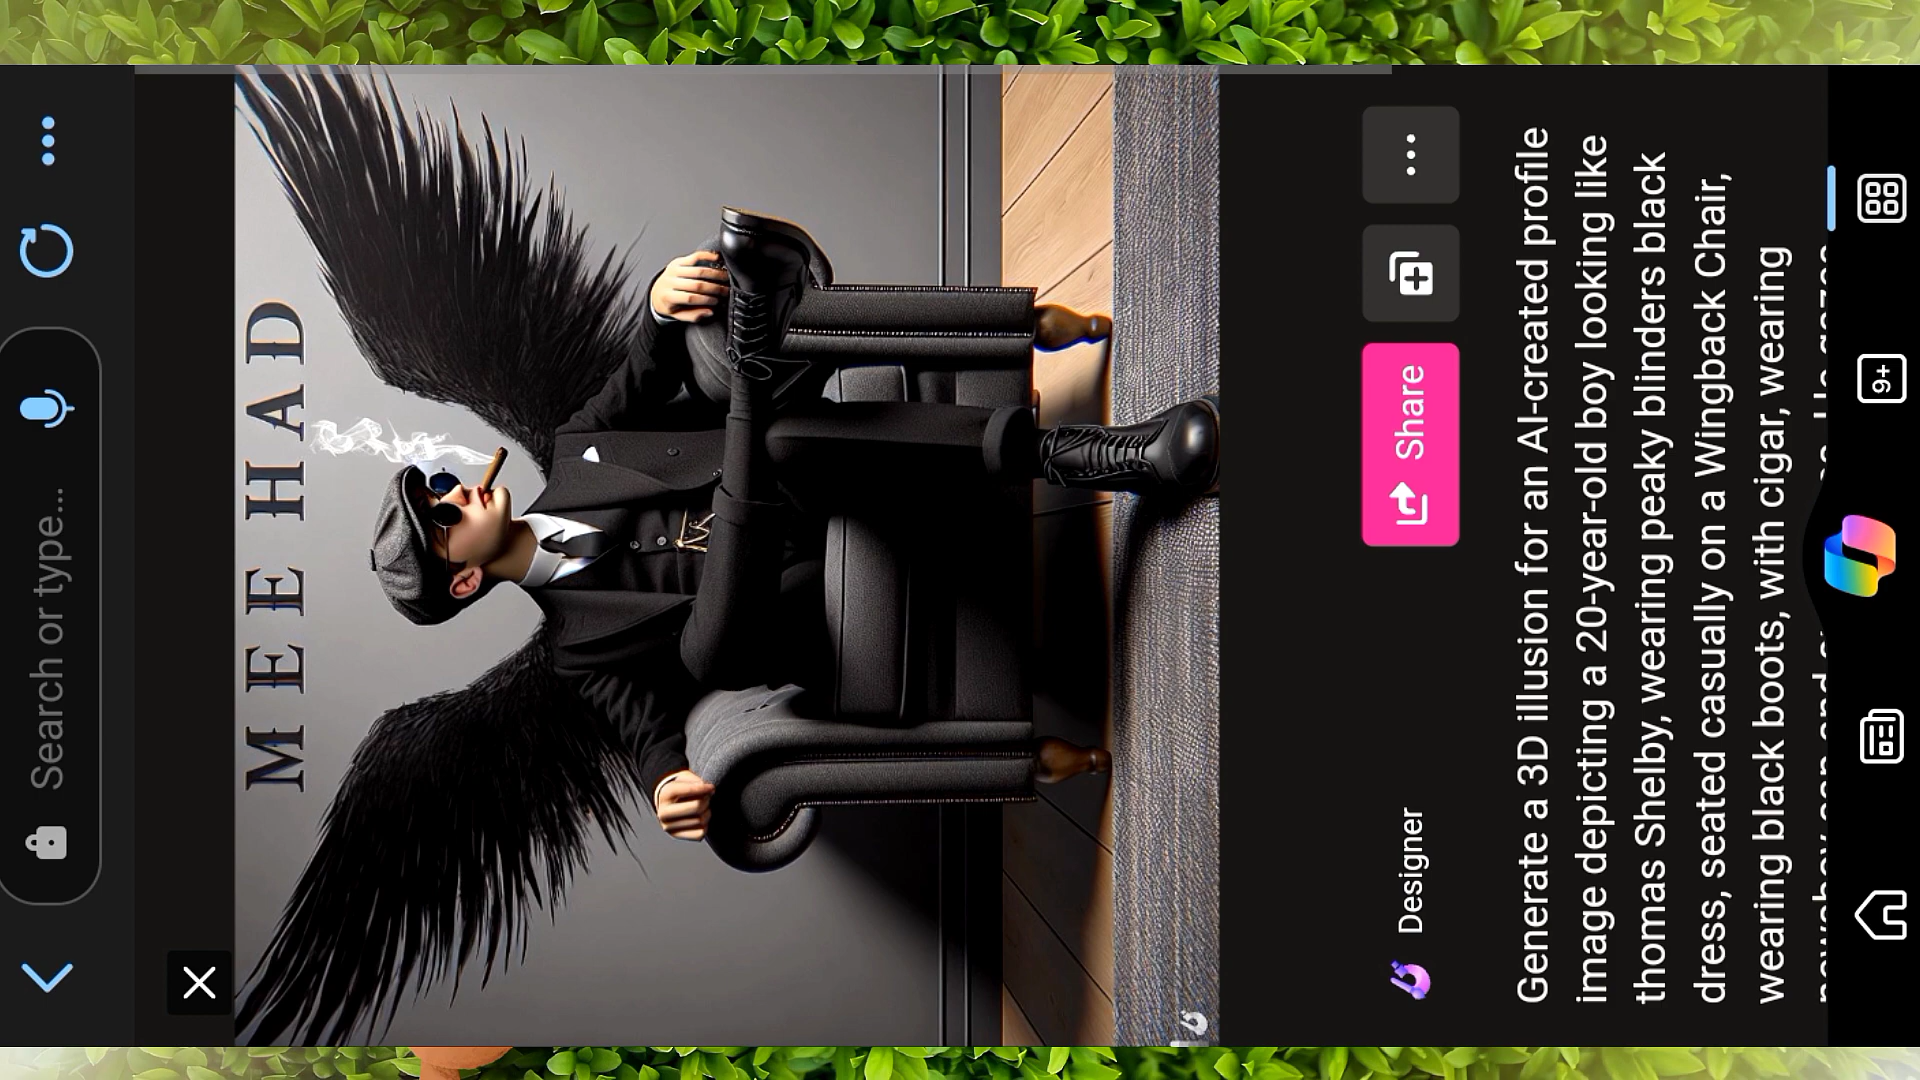 Search or type...
MEEHAD
Designer
Share
Generate a 3D illusion for an AI-created profile
image depicting a 20-year-old boy looking like
thomas Shelby, wearing peaky blinders black
dress, seated casually on a Wingback Chair,
wearing black boots, with cigar, wearing
9+